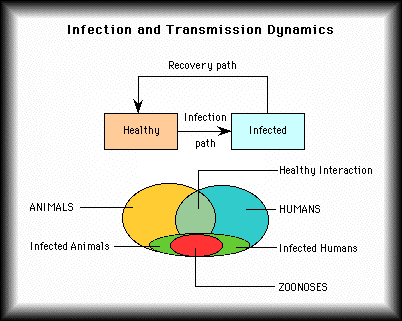 Infection and Transmission Dynamics
Recovery path
Healthy
Infection
path
Infected
Healthy Interaction
ANIMALS
HUMANS
Infected Animals
Infected Humans
ZOONOSES